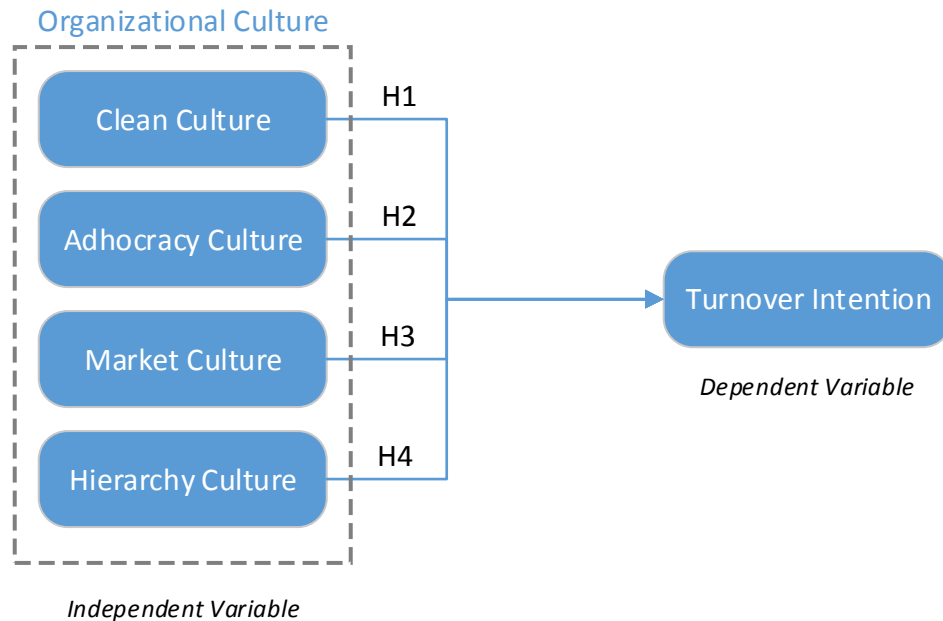 Organizational Culture
Clean Culture
H1
Adhocracy Culture
H2
Market Culture
H3
Hierarchy Culture
H4
Turnover Intention
Dependent Variable
Independent Variable